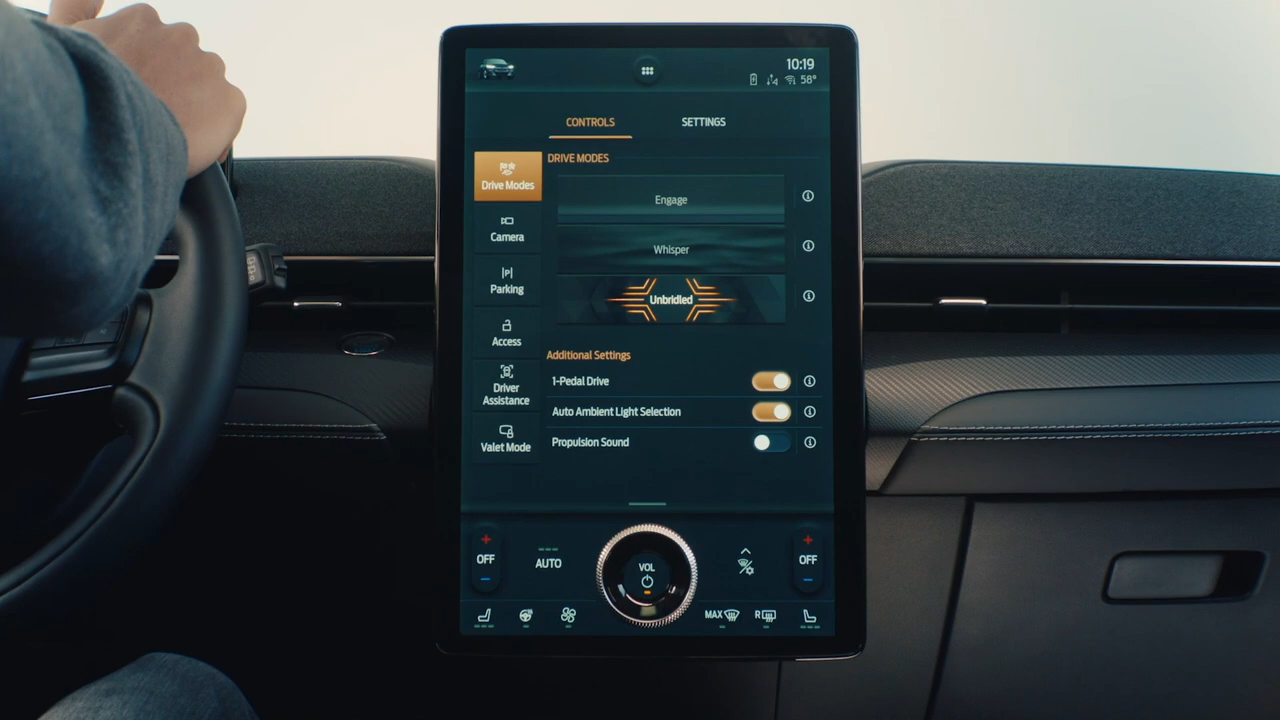 10:19
58°
CONTROLS SETTINGS
Drive Modes
DRIVE MODES
Engage
Whisper
Unbridled
Camera
Parking
Access
Driver
Assistance
Valet Mode
Additional Settings
1-Pedal Drive
Auto Ambient Light Selection
Propulsion Sound
OFF AUTO VOL OFF
MAX R